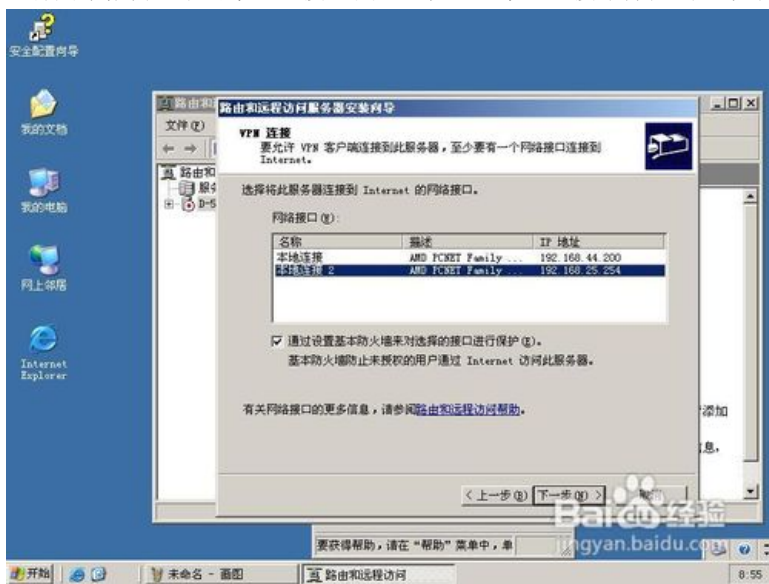 安全配置向导
我的文档
我的电脑
网上邻居
Internet
Explorer
路由和
文件(F)
路由和
服务
D-5
路由和远程访问服务器安装向导
VPN 连接
要允许 VPN 客户端连接到此服务器，至少要有一个网络接口连接到
Internet。
选择将此服务器连接到 Internet 的网络接口。
网络接口(W):
名称 描述 IP 地址
本地连接 AMD PCNET Family ... 192.168.44.200
本地连接 2 AMD PCNET Family ... 192.168.25.254
通过设置基本防火墙来对选择的接口进行保护(E)。
基本防火墙防止未授权的用户通过 Internet 访问此服务器。
有关网络接口的更多信息，请参阅路由和远程访问帮助。
添加
息，
< 上一步(B) 下一步(N) > 取消
要获得帮助，请在“帮助”菜单中，单
Baidu 经验
jingyan.baidu.com
开始 未命名 - 画图 路由和远程访问 8:55